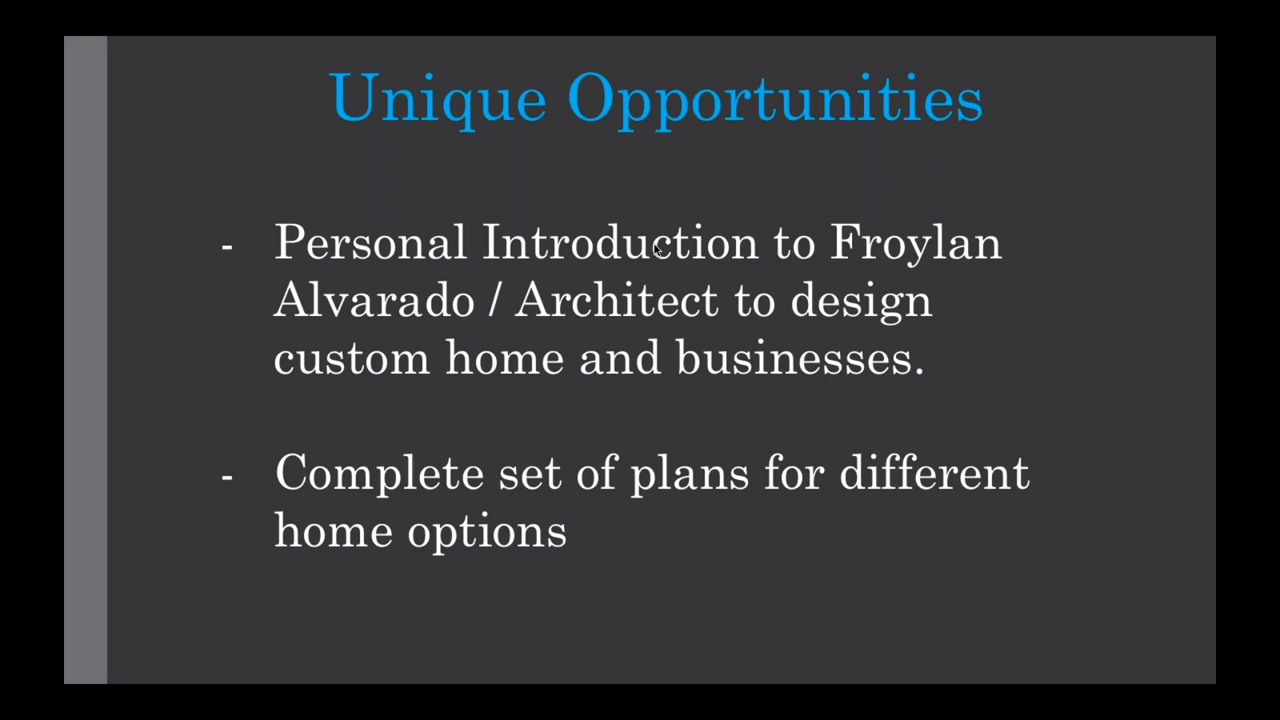 Unique Opportunities
- Personal Introduction to Froylan
Alvarado / Architect to design
custom home and businesses.
- Complete set of plans for different
home options